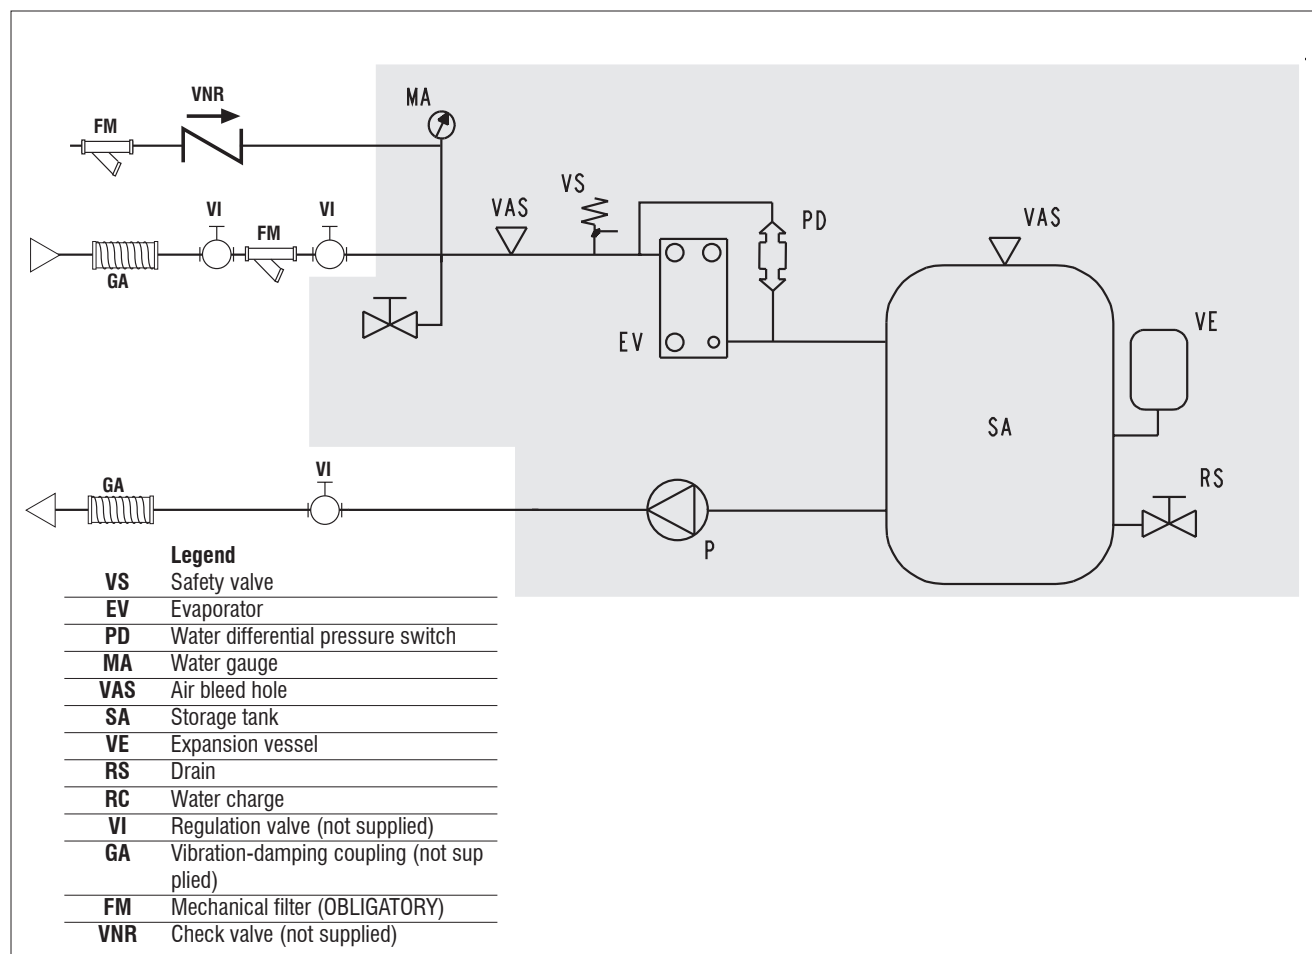 VNR
MA
FM
VS
VI
VI
VAS
FM
PD
VAS
GA
VE
EV
SA
VI
RS
GA
P
Legend
VS Safety valve
EV Evaporator
PD Water differential pressure switch
MA Water gauge
VAS Air bleed hole
SA Storage tank
VE Expansion vessel
RS Drain
RC Water charge
VI Regulation valve (not supplied)
GA Vibration-damping coupling (not sup
plied)
FM Mechanical filter (OBLIGATORY)
VNR Check valve (not supplied)